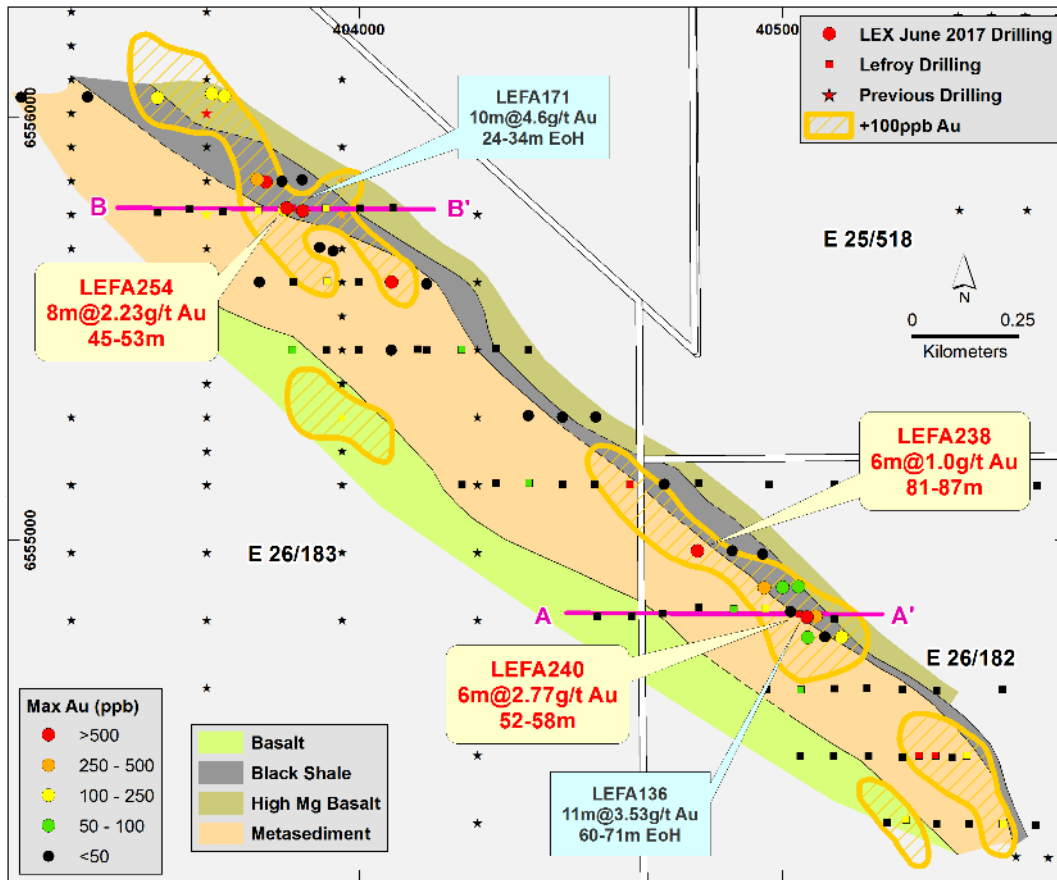 404000
405000
6556000
6555000
LEX June 2017 Drilling
Lefroy Drilling
Previous Drilling
+100ppb Au
LEFA171
10m@4.6g/t Au
24-34m EoH
B
B'
E 25/518
N
0
0.25
Kilometers
LEFA254
8m@2.23g/t Au
45-53m
LEFA238
6m@1.0g/t Au
81-87m
E 26/183
A
A'
E 26/182
LEFA240
6m@2.77g/t Au
52-58m
LEFA136
11m@3.53g/t Au
60-71m EoH
Max Au (ppb)
>500
250 - 500
100 - 250
50 - 100
<50
Basalt
Black Shale
High Mg Basalt
Metasediment